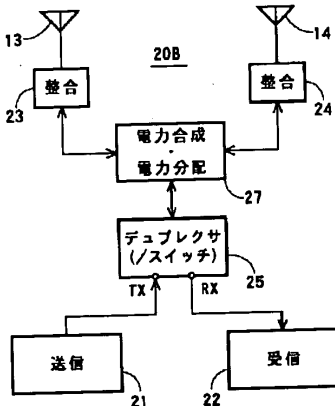 13
14
20B
整合
整合
23
24
電力合成
・
電力分配
27
デュプレクサ
(/スイッチ)
25
TX
RX
送信
受信
21
22